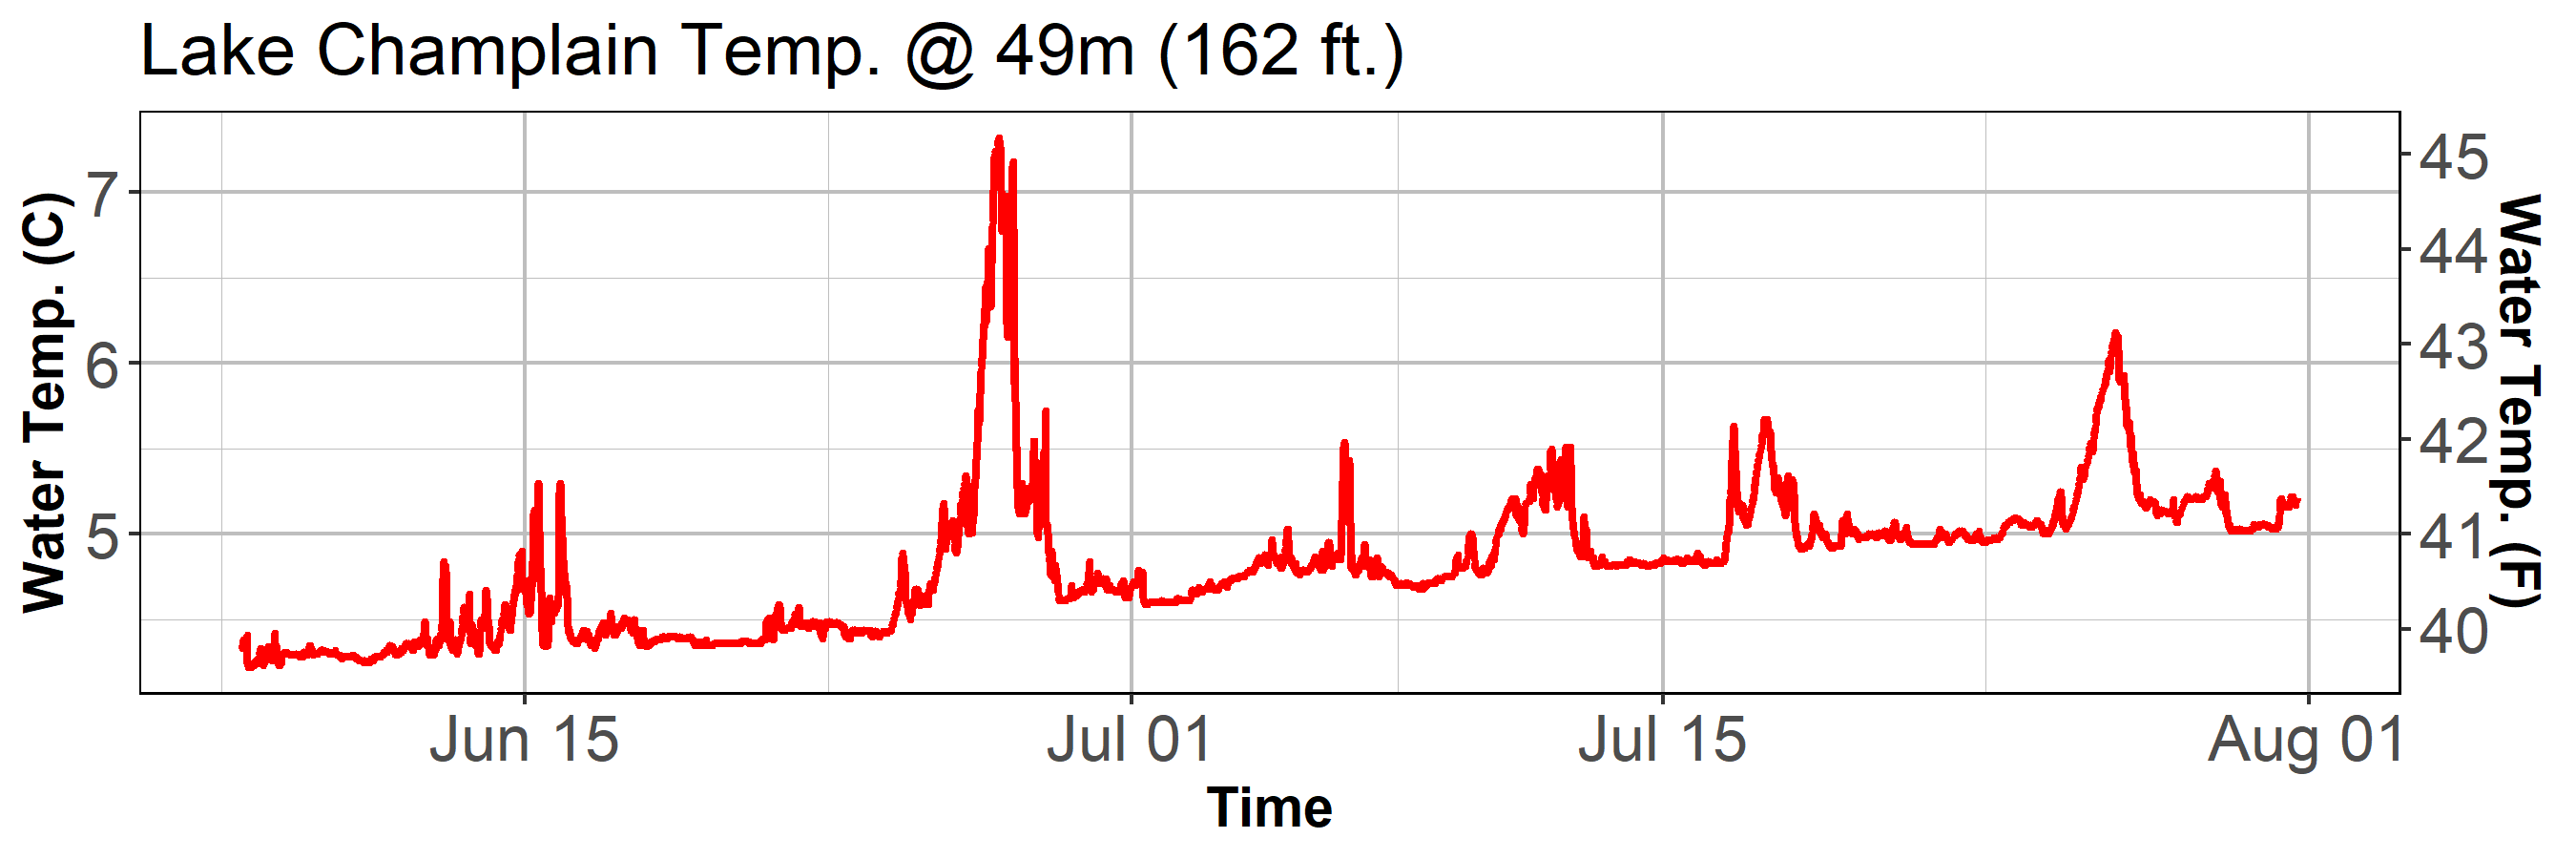 Lake Champlain Temp. @ 49m (162 ft.)
Water Temp. (C)
7
6
5
45
44
43
42
41
40
Water Temp. (F)
Jun 15
Jul 01
Jul 15
Aug 01
Time